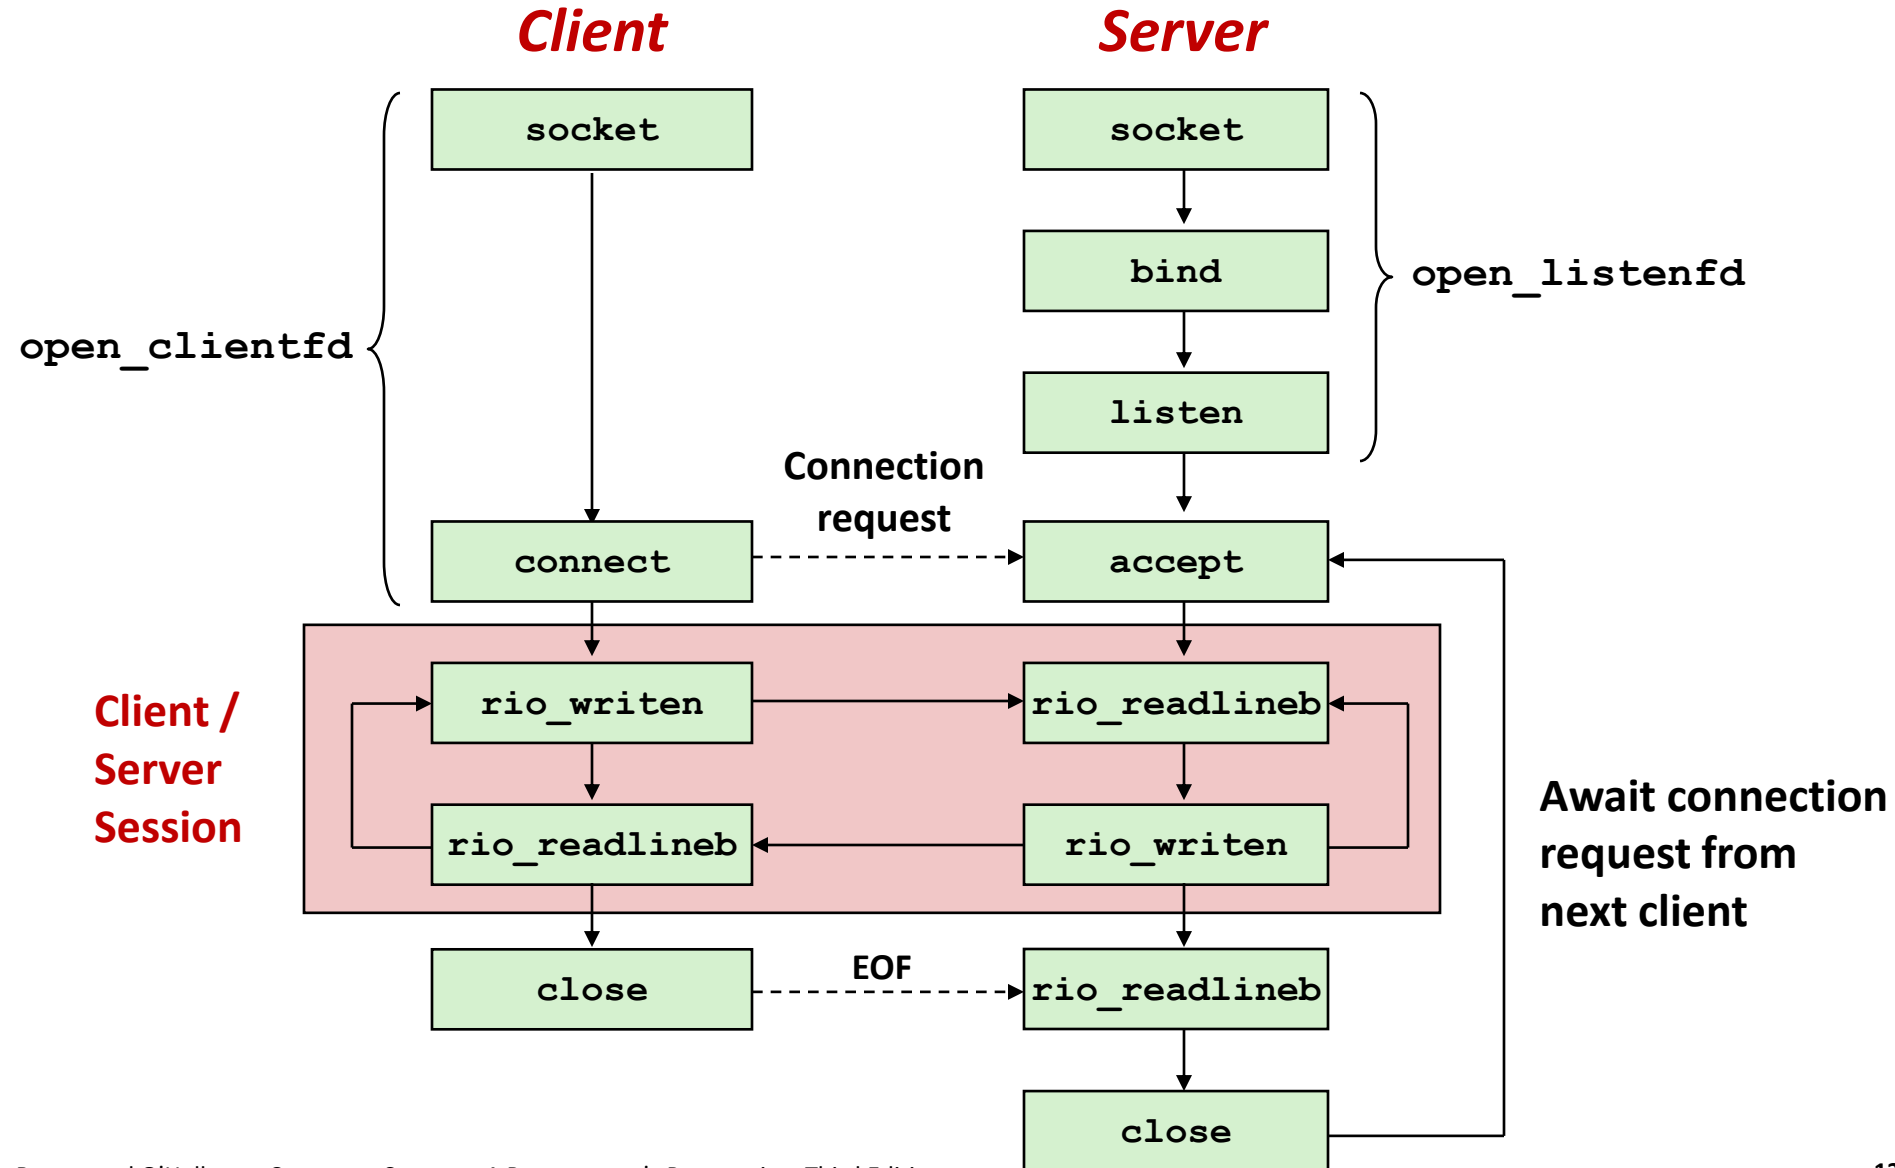 Client
Server
socket
socket
bind
open_listenfd
open_clientfd
listen
Connection
request
connect
accept
Client /
Server
Session
rio_writen
rio_readlineb
rio_readlineb
rio_writen
Await connection
request from
next client
close
EOF
rio_readlineb
close